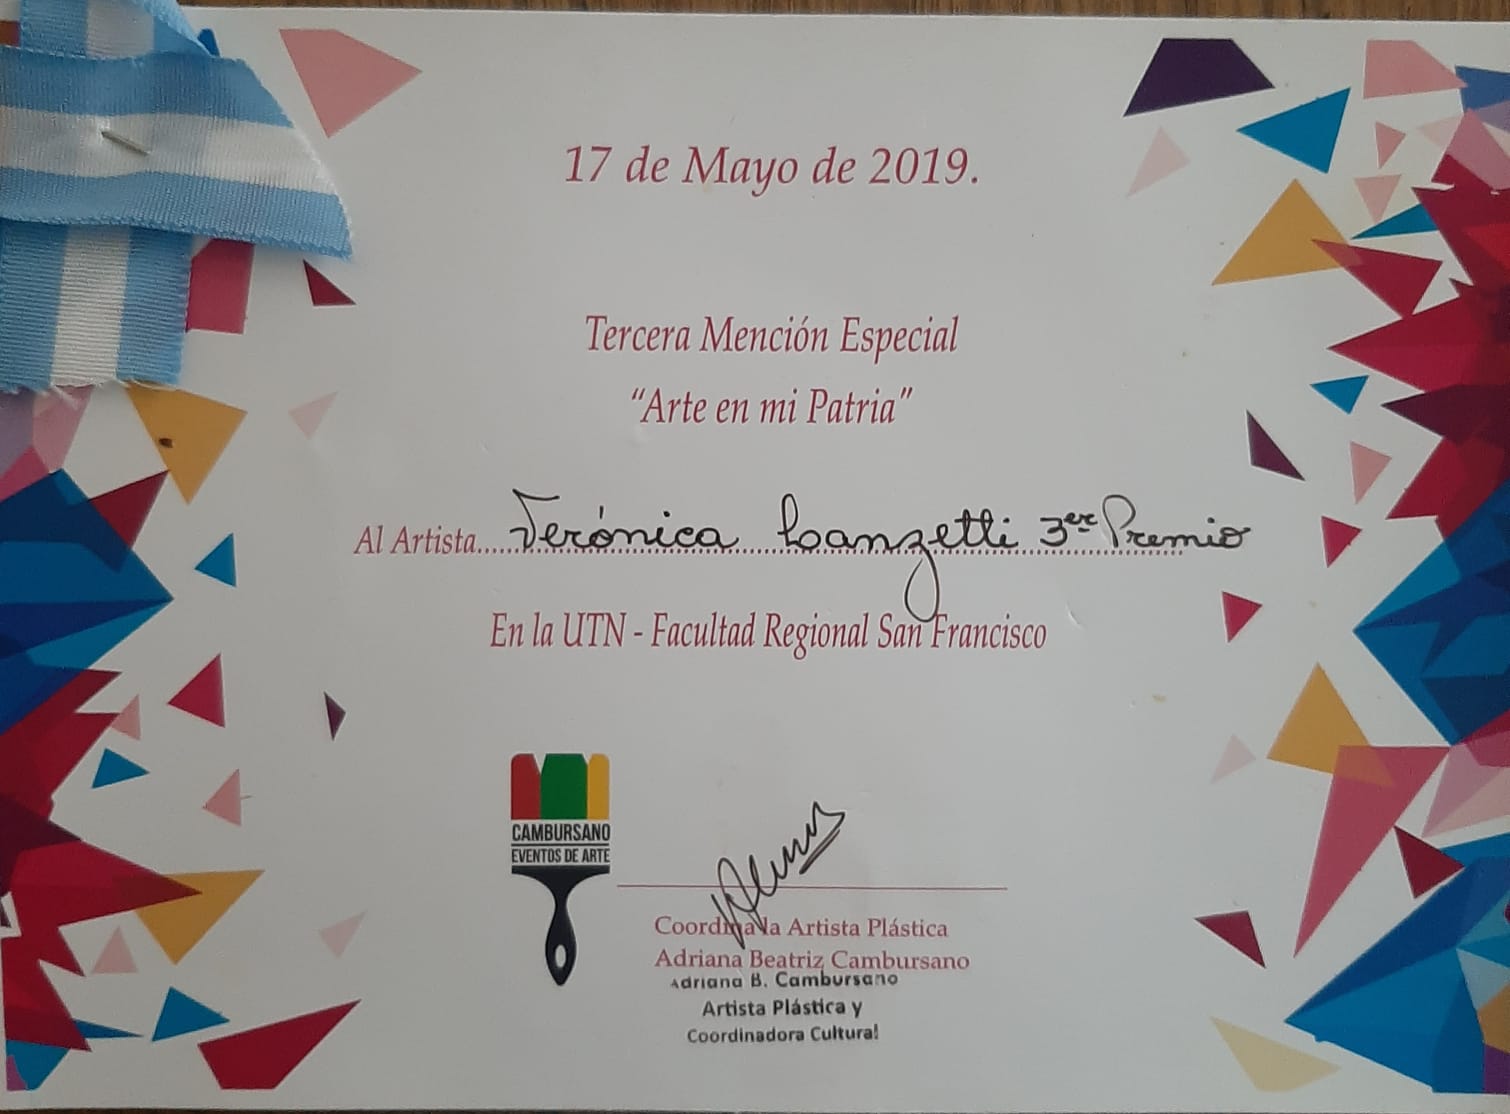 17 de Mayo de 2019.
Tercera Mención Especial
“Arte en mi Patria”
Al Artista.....Verónica Loanzetti 3er Premio
En la UTN - Facultad Regional San Francisco
CAMBURSANO
EVENTOS DE ARTE
Coordina la Artista Plástica
Adriana Beatriz Cambursano
Adriana B. Cambursano
Artista Plástica y
Coordinadora Cultural